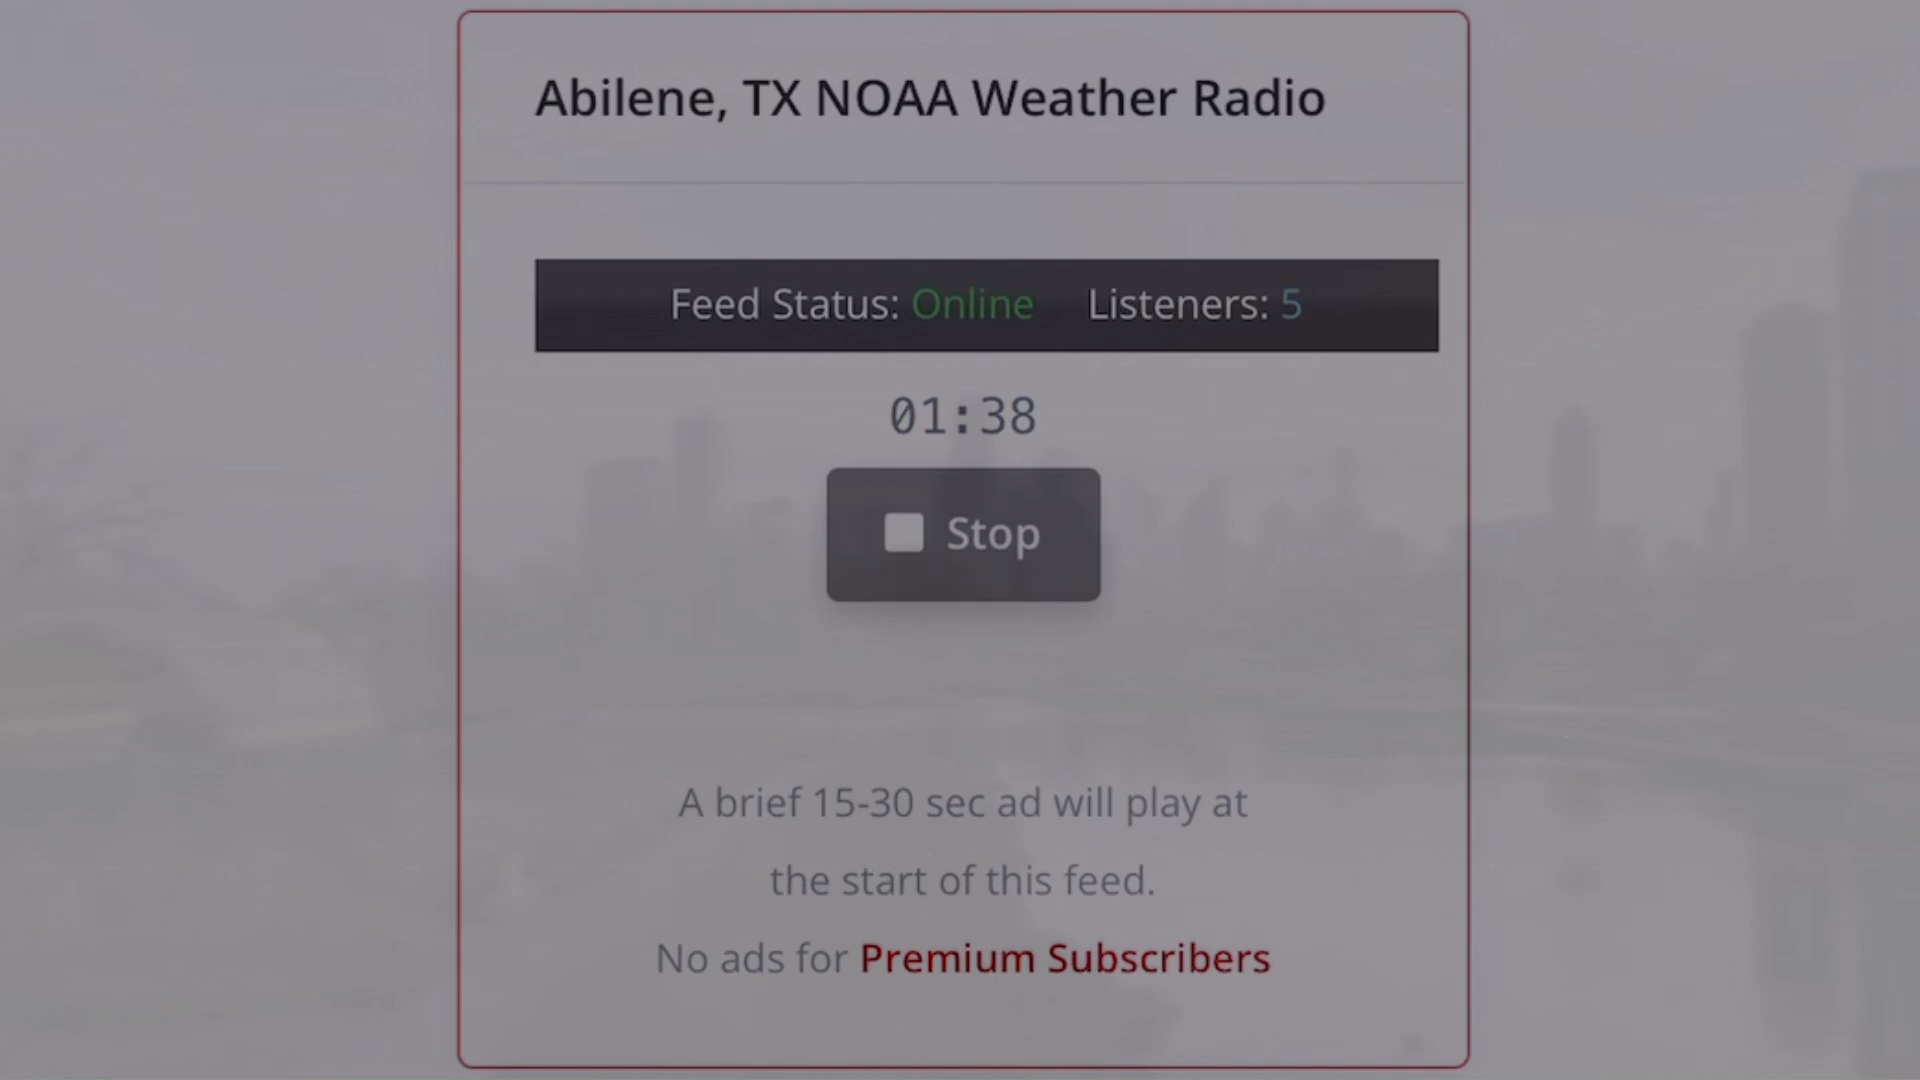 Abilene, TX NOAA Weather Radio
Feed Status: Online Listeners: 5
01:38
Stop
A brief 15-30 sec ad will play at
the start of this feed.
No ads for Premium Subscribers